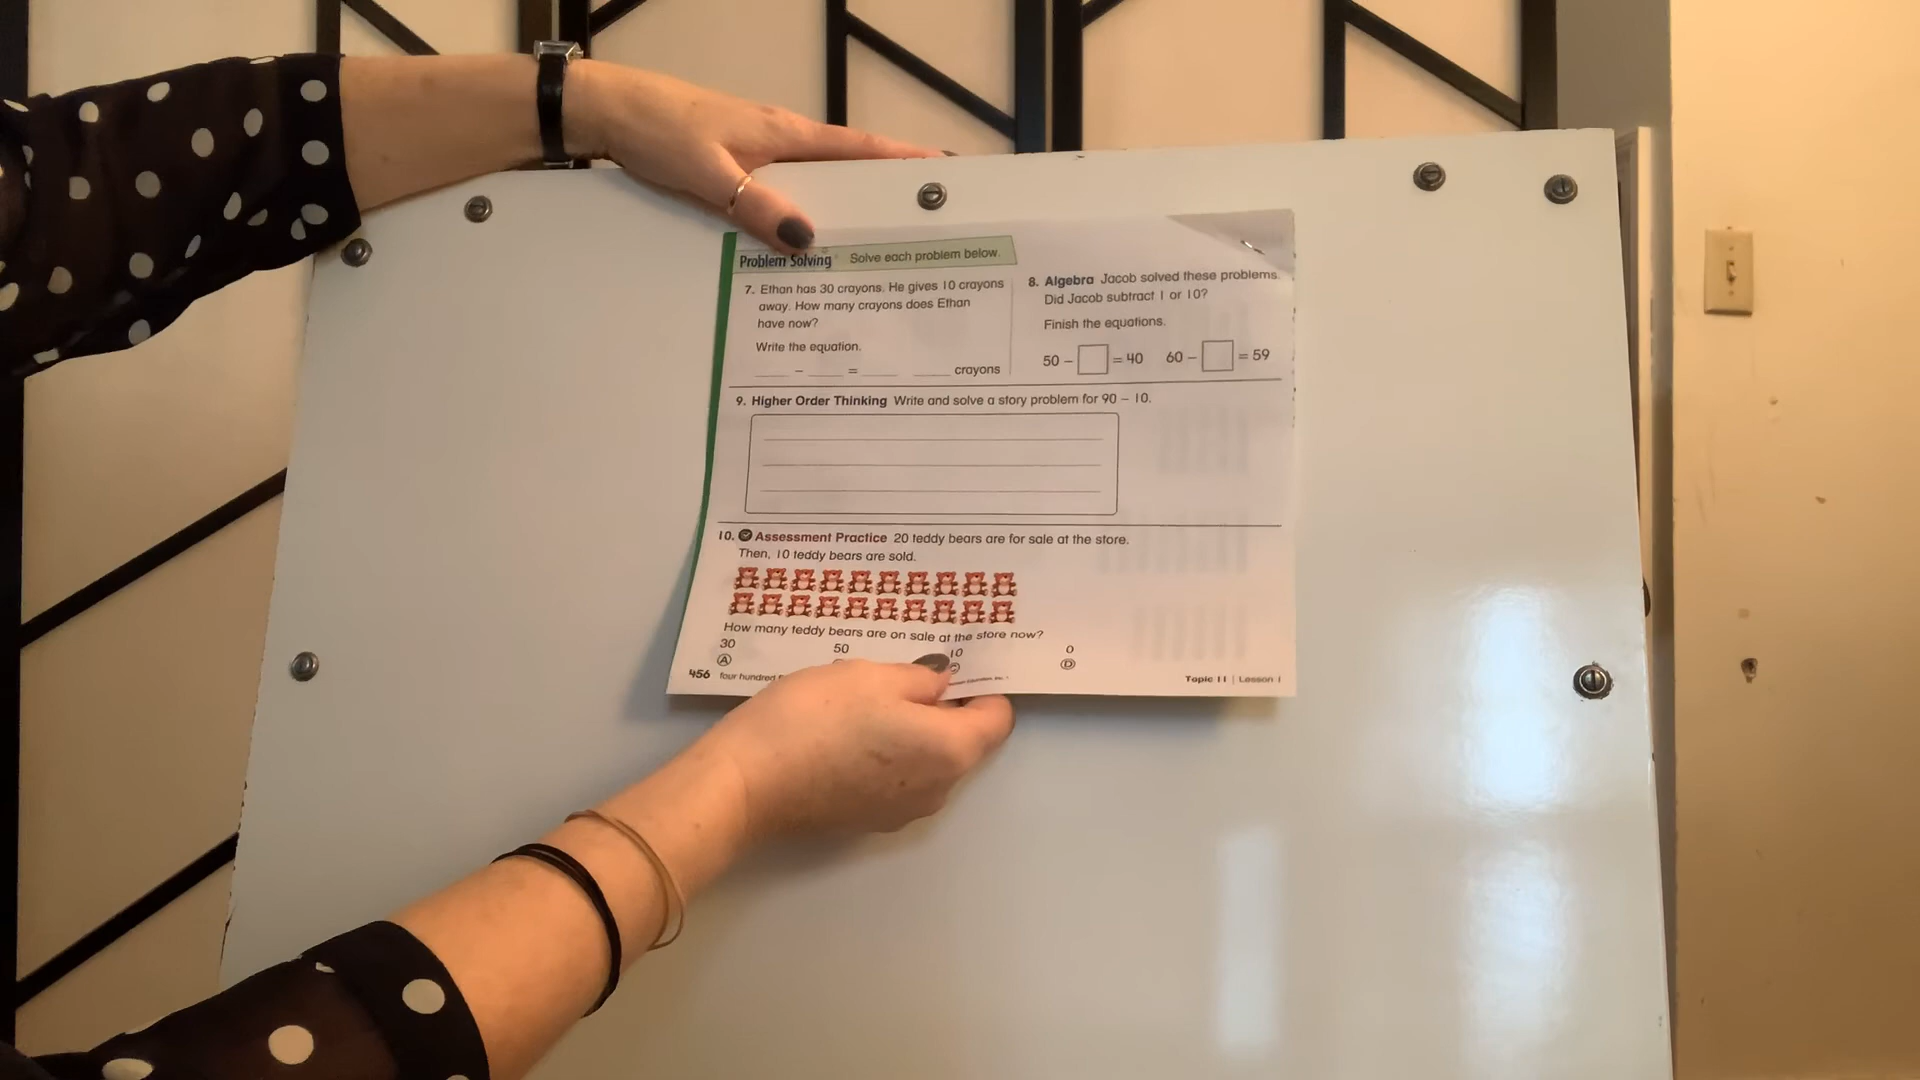 Problem Solving Solve each problem below.
7. Ethan has 30 crayons. He gives 10 crayons
away. How many crayons does Ethan
have now?
Write the equation.
____ - ____ = ____ ____ crayons
8. Algebra Jacob solved these problems.
Did Jacob subtract 1 or 10?
Finish the equations.
50 - □ = 40 60 - □ = 59
9. Higher Order Thinking Write and solve a story problem for 90 - 10.
10. Assessment Practice 20 teddy bears are for sale at the store.
Then, 10 teddy bears are sold.
How many teddy bears are on sale at the store now?
30 50 10 0
Ⓐ Ⓓ
456 four hundred
Topic 11 | Lesson 1